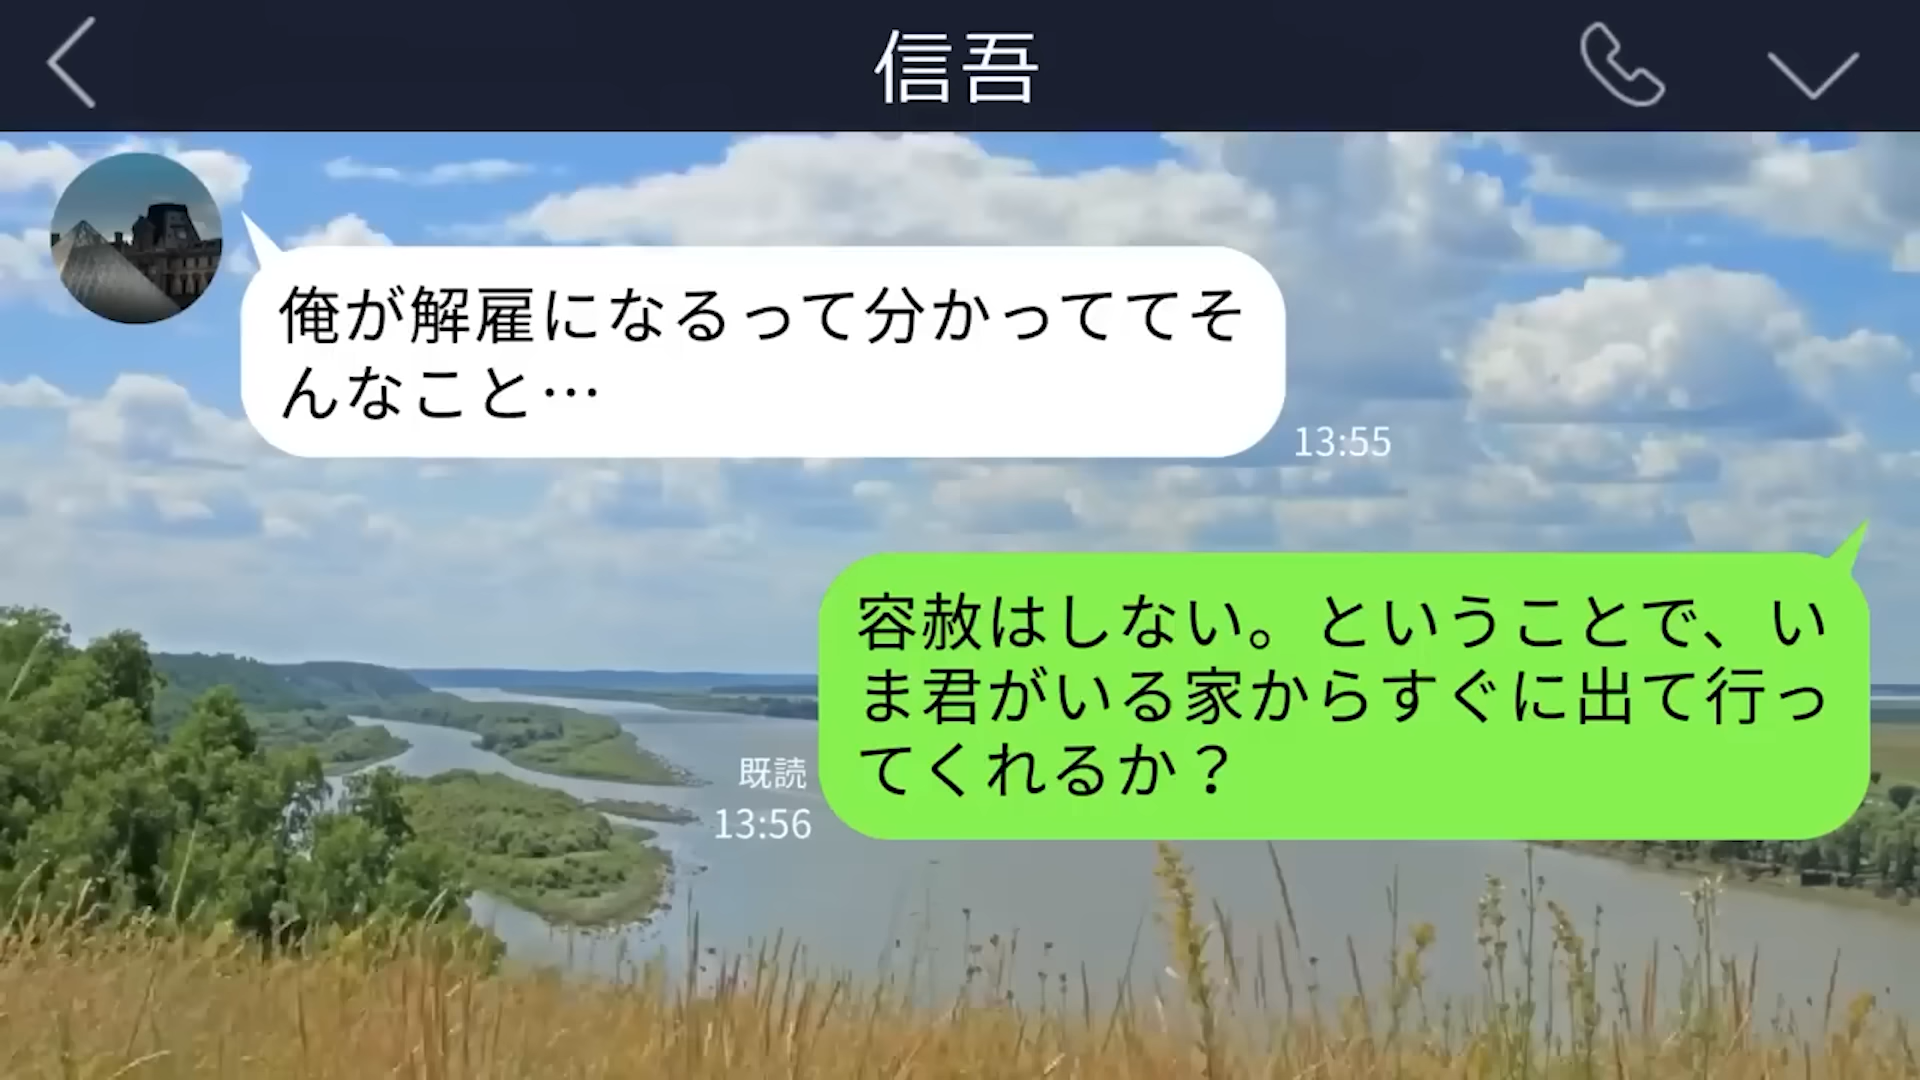 信吾
俺が解雇になるって分かっててそ
んなこと…
13:55
容赦はしない。ということで、い
ま君がいる家からすぐに出て行っ
てくれるか？
既読
13:56